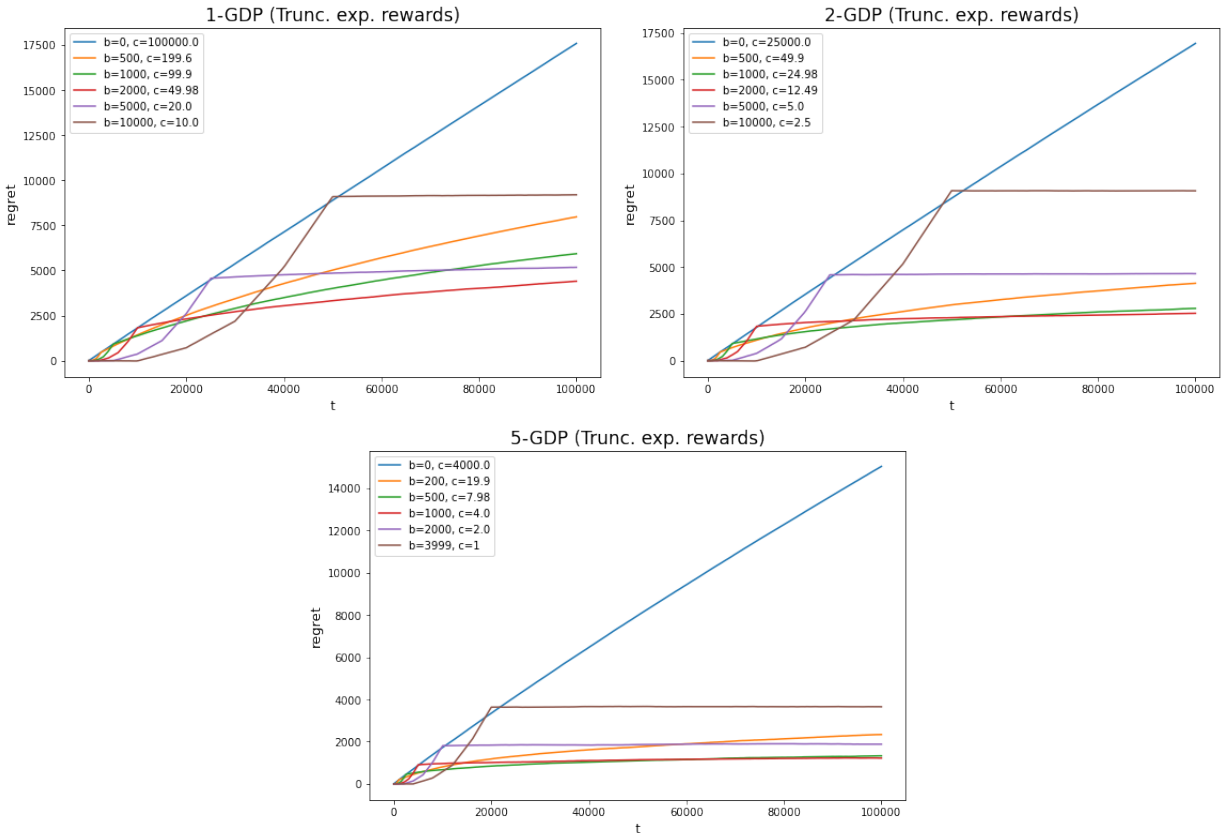 1-GDP (Trunc. exp. rewards)
b=0, c=100000.0
b=500, c=199.6
b=1000, c=99.9
b=2000, c=49.98
b=5000, c=20.0
b=10000, c=10.0
17500
15000
12500
10000
7500
5000
2500
0
regret
0 20000 40000 60000 80000 100000
t
2-GDP (Trunc. exp. rewards)
b=0, c=25000.0
b=500, c=49.9
b=1000, c=24.98
b=2000, c=12.49
b=5000, c=5.0
b=10000, c=2.5
17500
15000
12500
10000
7500
5000
2500
0
regret
0 20000 40000 60000 80000 100000
t
5-GDP (Trunc. exp. rewards)
b=0, c=4000.0
b=200, c=19.9
b=500, c=7.98
b=1000, c=4.0
b=2000, c=2.0
b=3999, c=1
14000
12000
10000
8000
6000
4000
2000
0
regret
0 20000 40000 60000 80000 100000
t